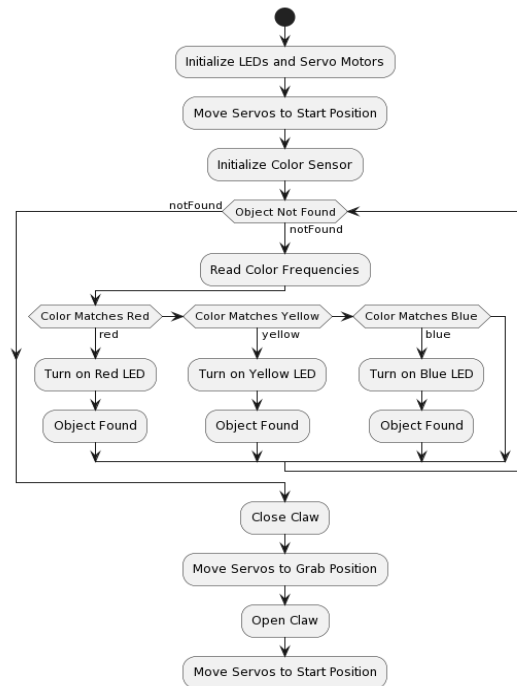 Initialize LEDs and Servo Motors
Move Servos to Start Position
Initialize Color Sensor
notFound
Object Not Found
notFound
Read Color Frequencies
Color Matches Red
Color Matches Yellow
Color Matches Blue
red
yellow
blue
Turn on Red LED
Turn on Yellow LED
Turn on Blue LED
Object Found
Object Found
Object Found
Close Claw
Move Servos to Grab Position
Open Claw
Move Servos to Start Position